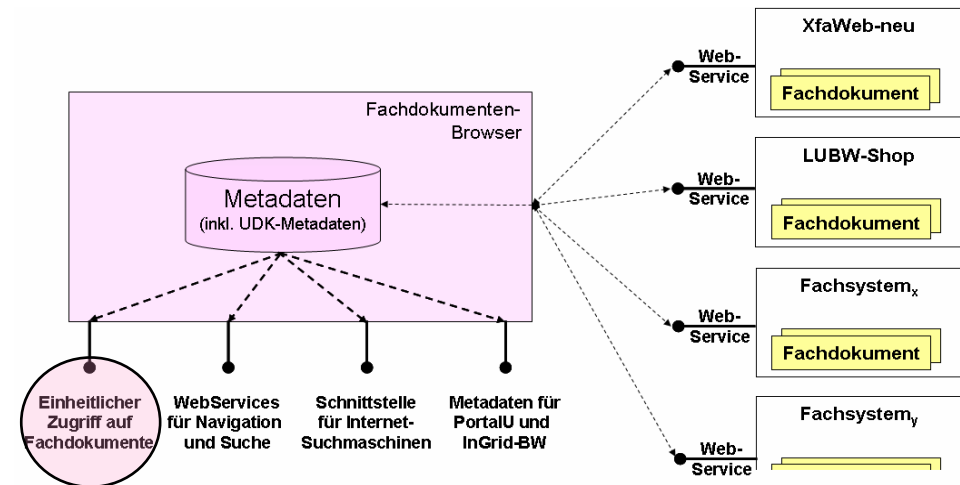 Fachdokumenten-
Browser
Metadaten
(inkl. UDK-Metadaten)
Einheitlicher
Zugriff auf
Fachdokumente
WebServices
für Navigation
und Suche
Schnittstelle
für Internet-
Suchmaschinen
Metadaten für
PortalU und
InGrid-BW
XfaWeb-neu
Web-
Service
Fachdokument
LUBW-Shop
Web-
Service
Fachdokument
Fachsystemx
Web-
Service
Fachdokument
Fachsystemy
Web-
Service